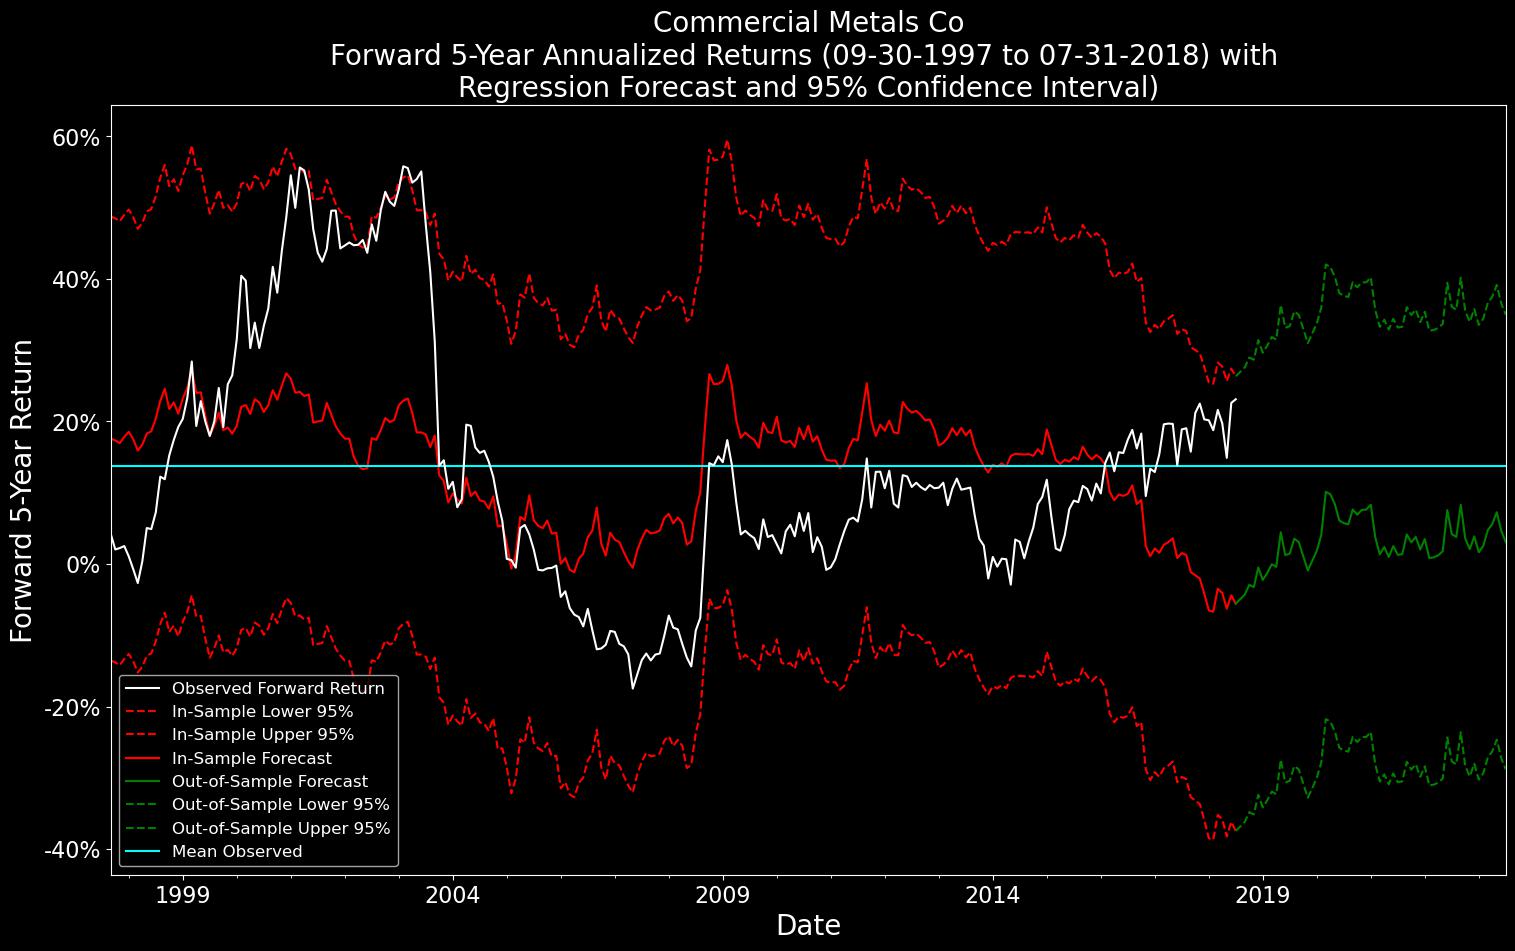 Commercial Metals Co
Forward 5-Year Annualized Returns (09-30-1997 to 07-31-2018) with
Regression Forecast and 95% Confidence Interval)
Forward 5-Year Return
60%
40%
20%
0%
-20%
-40%
Observed Forward Return
In-Sample Lower 95%
In-Sample Upper 95%
In-Sample Forecast
Out-of-Sample Forecast
Out-of-Sample Lower 95%
Out-of-Sample Upper 95%
Mean Observed
1999 2004 2009 2014 2019
Date